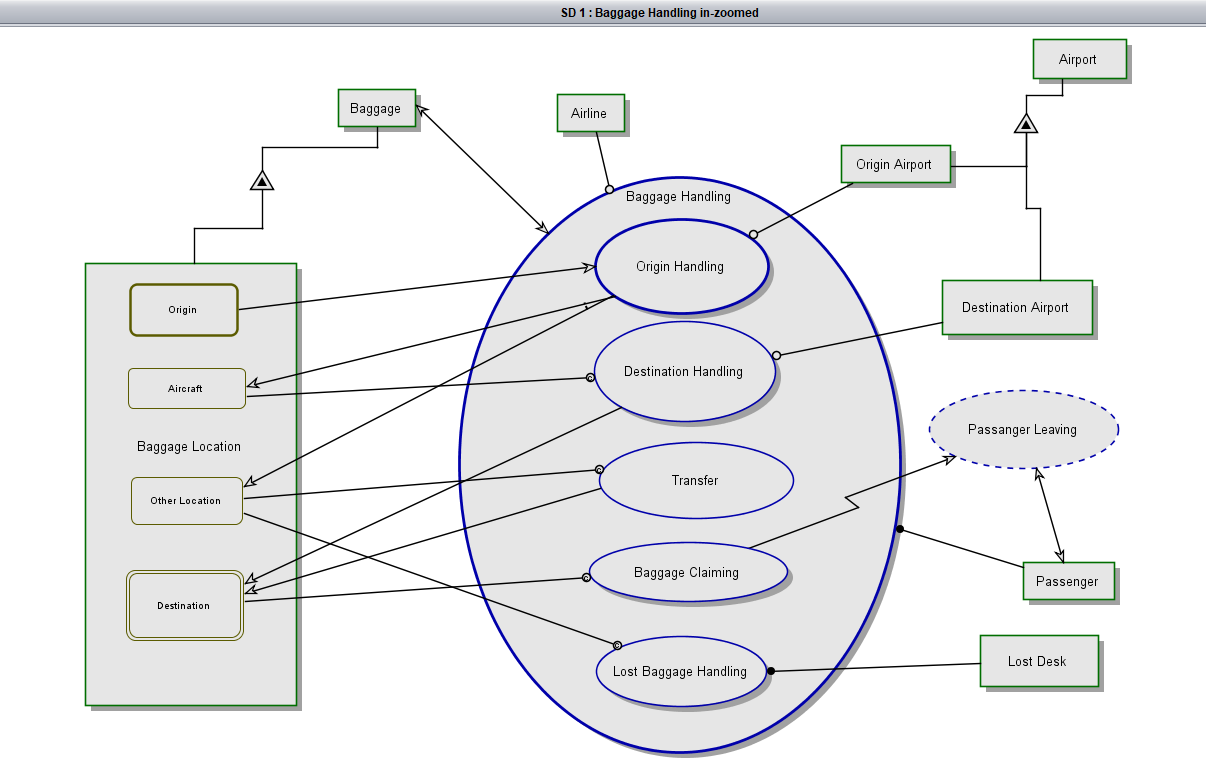 SD 1 : Baggage Handling in-zoomed
Airport
Baggage
Airline
Origin Airport
Baggage Handling
Origin Handling
Origin
Destination Airport
Destination Handling
Aircraft
Passanger Leaving
Baggage Location
Transfer
Other Location
Baggage Claiming
Passenger
Destination
Lost Baggage Handling
Lost Desk